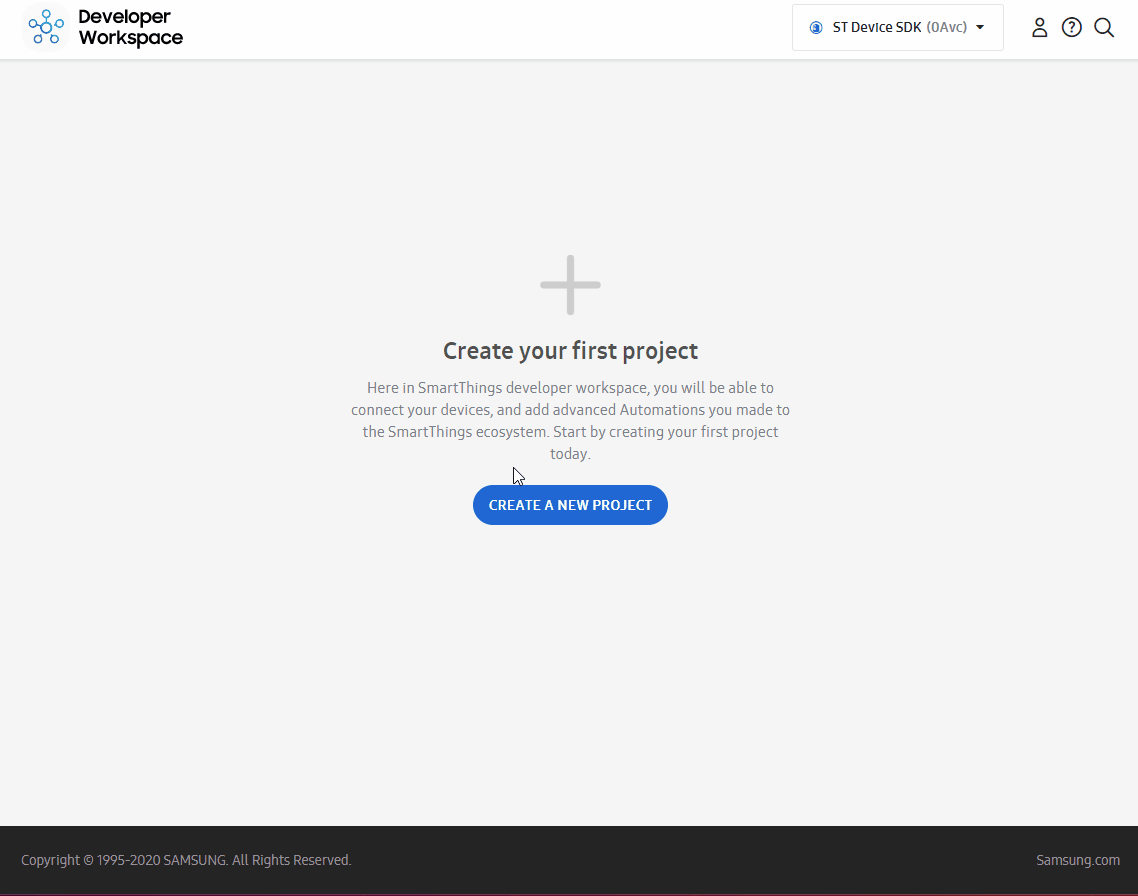 Developer
Workspace
ST Device SDK (0Avc)
Create your first project
Here in SmartThings developer workspace, you will be able to
connect your devices, and add advanced Automations you made to
the SmartThings ecosystem. Start by creating your first project
today.
CREATE A NEW PROJECT
Copyright © 1995-2020 SAMSUNG. All Rights Reserved.
Samsung.com